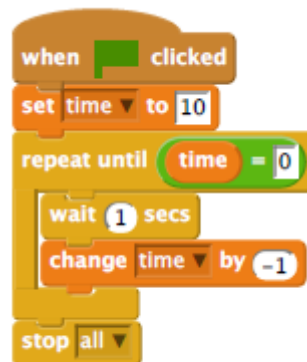 when clicked
set time to 10
repeat until time = 0
wait 1 secs
change time by -1
stop all